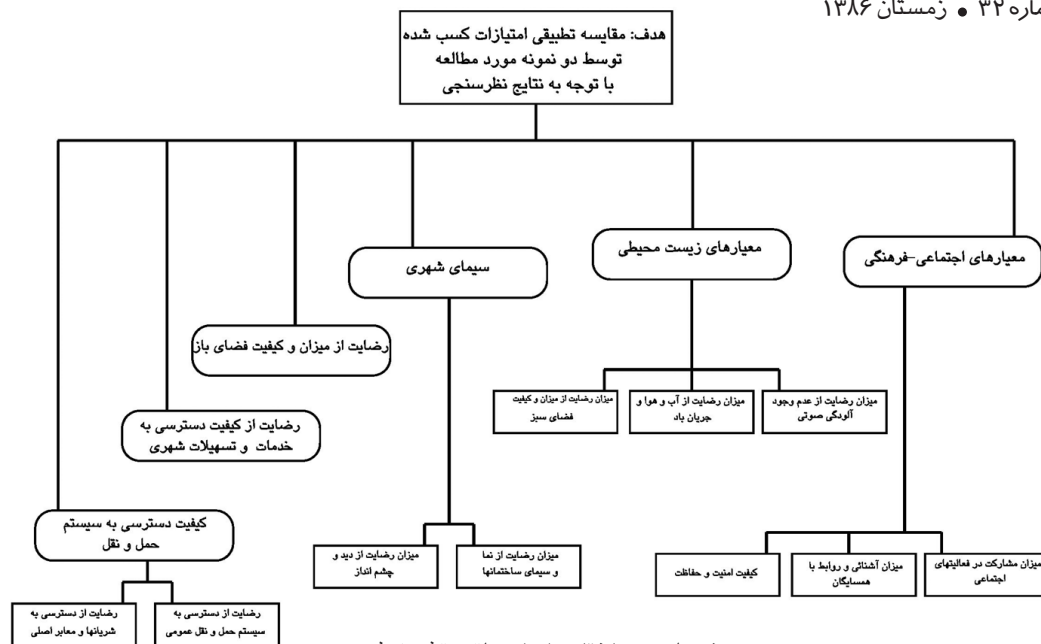 ماره ۳۲ • زمستان ۱۳۸۶
هدف: مقایسه تطبیقی امتیازات کسب شده
توسط دو نمونه مورد مطالعه
با توجه به نتایج نظرسنجی
معیارهای اجتماعی-فرهنگی
معیارهای زیست محیطی
سیمای شهری
رضایت از میزان و کیفیت فضای باز
رضایت از کیفیت دسترسی به
خدمات و تسهیلات شهری
کیفیت دسترسی به سیستم
حمل و نقل
میزان رضایت از عدم وجود
آلودگی صوتی
میزان رضایت از آب و هوا و
جریان باد
میزان رضایت از میزان و کیفیت
فضای سبز
میزان مشارکت در فعالیتهای
اجتماعی
میزان آشنائی و روابط با
همسایگان
کیفیت امنیت و حفاظت
میزان رضایت از نما
و سیمای ساختمانها
میزان رضایت از دید و
چشم انداز
رضایت از دسترسی به
سیستم حمل و نقل عمومی
رضایت از دسترسی به
شریانها و معابر اصلی